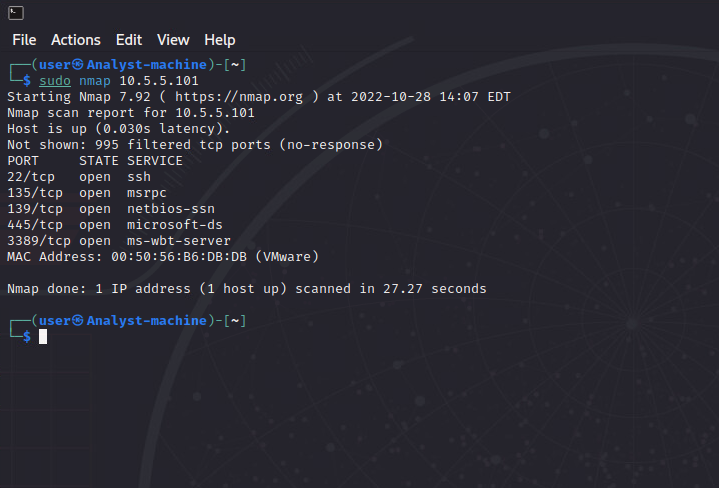 File Actions Edit View Help
┌──(user㉿Analyst-machine)-[~]
└─$ sudo nmap 10.5.5.101
Starting Nmap 7.92 ( https://nmap.org ) at 2022-10-28 14:07 EDT
Nmap scan report for 10.5.5.101
Host is up (0.030s latency).
Not shown: 995 filtered tcp ports (no-response)
PORT     STATE SERVICE
22/tcp   open  ssh
135/tcp  open  msrpc
139/tcp  open  netbios-ssn
445/tcp  open  microsoft-ds
3389/tcp open  ms-wbt-server
MAC Address: 00:50:56:B6:DB:DB (VMware)
Nmap done: 1 IP address (1 host up) scanned in 27.27 seconds
┌──(user㉿Analyst-machine)-[~]
└─$